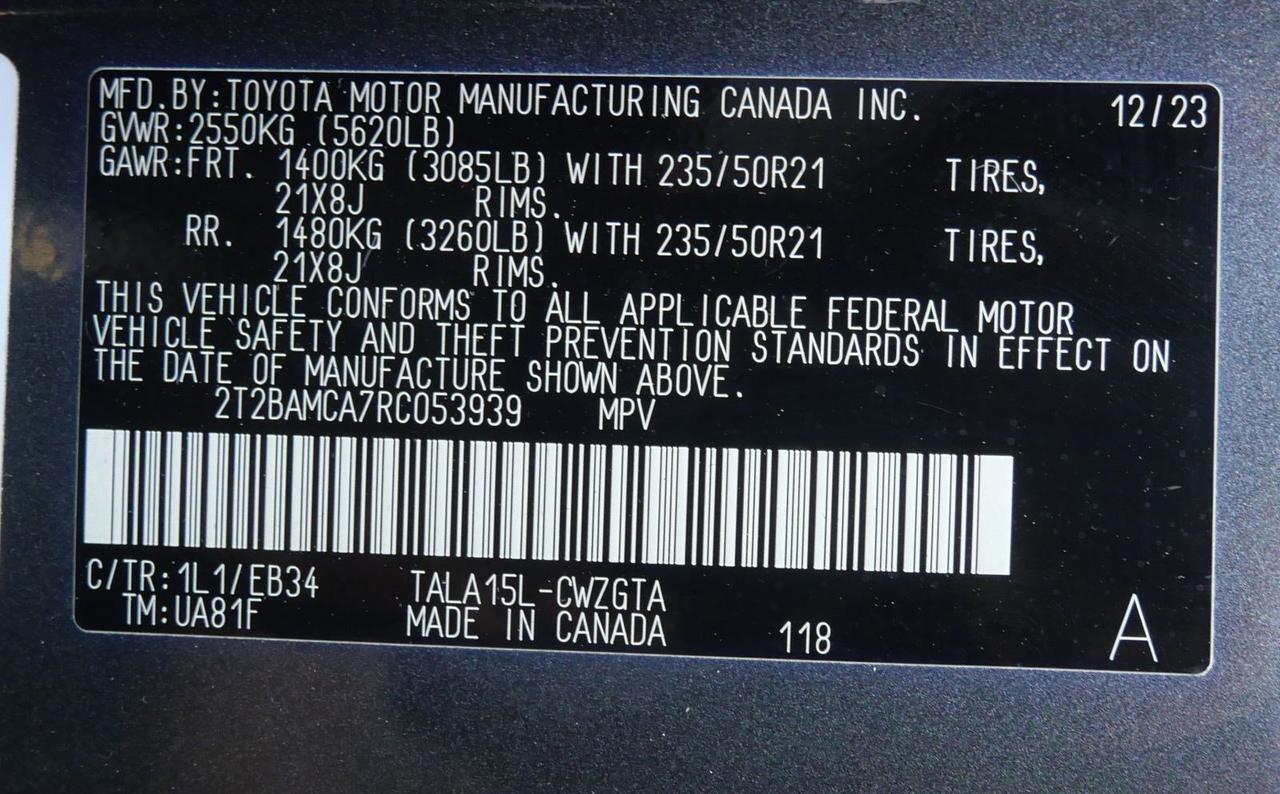 MFD.BY:TOYOTA MOTOR MANUFACTURING CANADA INC. 12/23
GVWR:2550KG (5620LB)
GAWR:FRT. 1400KG (3085LB) WITH 235/50R21 TIRES,
21X8J RIMS.
RR. 1480KG (3260LB) WITH 235/50R21 TIRES,
21X8J RIMS.
THIS VEHICLE CONFORMS TO ALL APPLICABLE FEDERAL MOTOR
VEHICLE SAFETY AND THEFT PREVENTION STANDARDS IN EFFECT ON
THE DATE OF MANUFACTURE SHOWN ABOVE.
2T2BAMCA7RC053939 MPV
C/TR:1L1/EB34 TALA15L-CWZGTA
TM:UA81F MADE IN CANADA 118 A